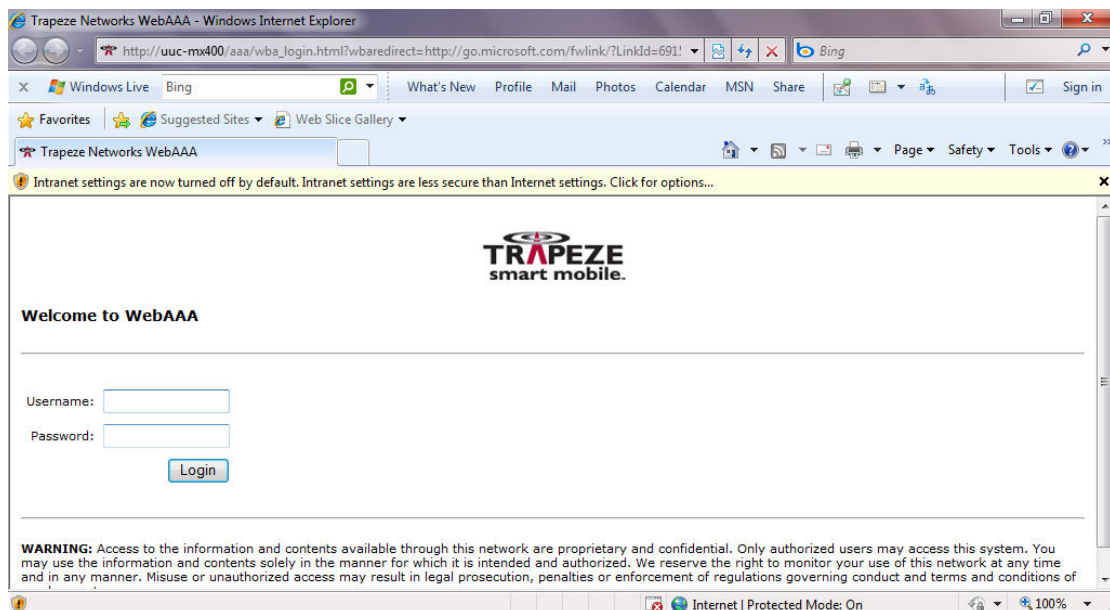 Trapeze Networks WebAAA - Windows Internet Explorer
http://uuc-mx400/aaa/wba_login.html?wbaredirect=http://go.microsoft.com/fwlink/?LinkId=691! Bing
x Windows Live Bing What's New Profile Mail Photos Calendar MSN Share Sign in
Favorites Suggested Sites Web Slice Gallery
Trapeze Networks WebAAA Page Safety Tools
Intranet settings are now turned off by default. Intranet settings are less secure than Internet settings. Click for options...
TRAPEZE
smart mobile.
Welcome to WebAAA
Username:
Password:
Login
WARNING: Access to the information and contents available through this network are proprietary and confidential. Only authorized users may access this system. You
may use the information and contents solely in the manner for which it is intended and authorized. We reserve the right to monitor your use of this network at any time
and in any manner. Misuse or unauthorized access may result in legal prosecution, penalties or enforcement of regulations governing conduct and terms and conditions of
Internet | Protected Mode: On 100%